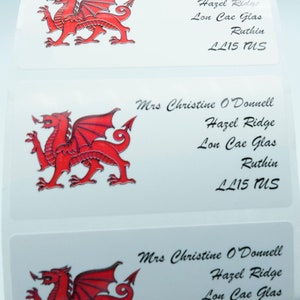 Hazel Ridge
Lon Cae Glas
Ruthin
LL15 1US
Mrs Christine O'Donnell
Hazel Ridge
Lon Cae Glas
Ruthin
LL15 1US
Mrs Christine O'Donnell
Hazel Ridge
Lon Cae Glas